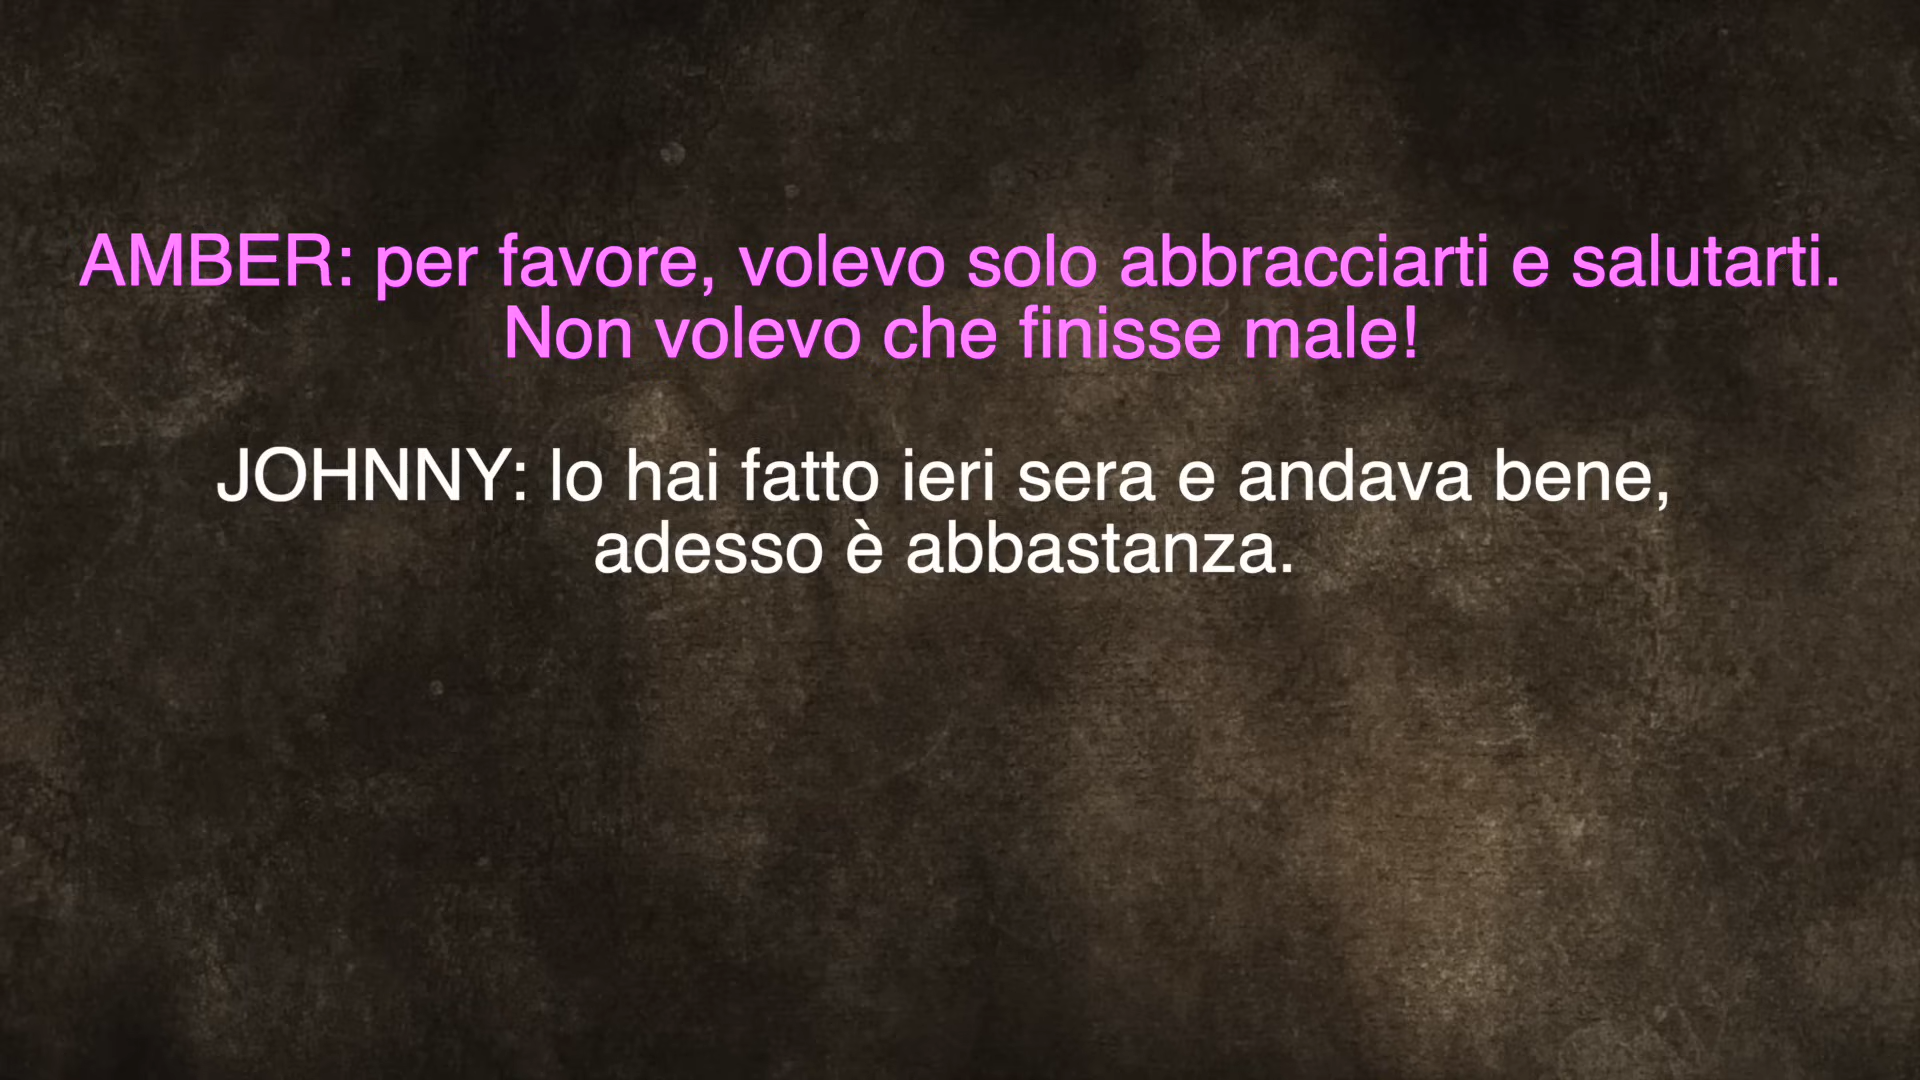 AMBER: per favore, volevo solo abbracciarti e salutarti.
Non volevo che finisse male!
JOHNNY: lo hai fatto ieri sera e andava bene,
adesso è abbastanza.